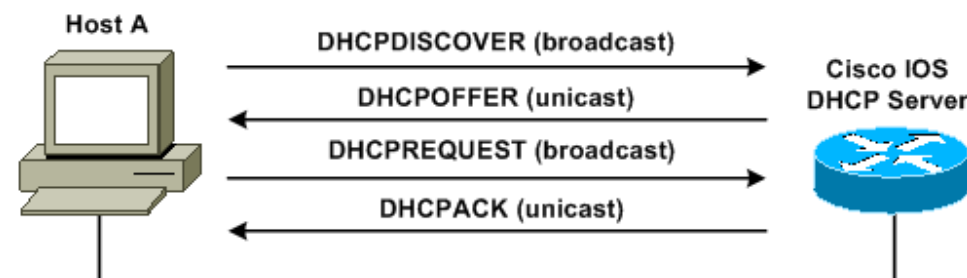 Host A
DHCPDISCOVER (broadcast)
DHCPOFFER (unicast)
DHCPREQUEST (broadcast)
DHCPACK (unicast)
Cisco IOS
DHCP Server